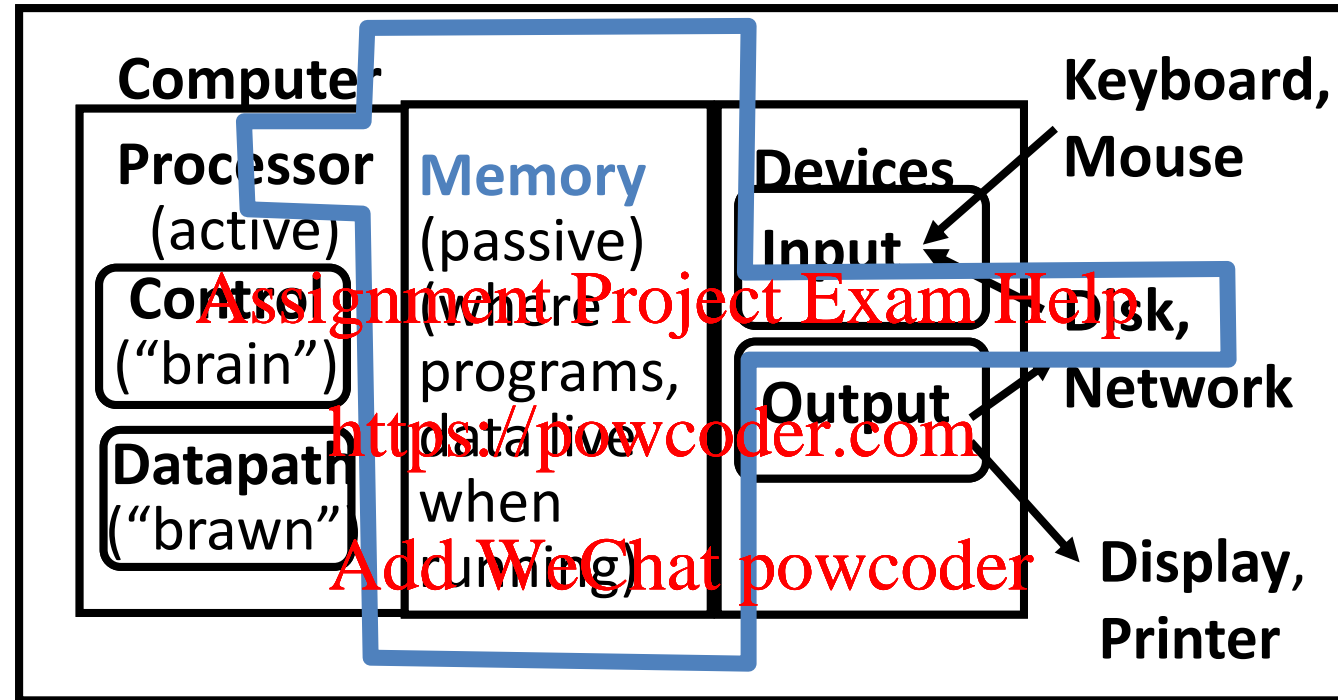 Computer
Processor
(active)
Control
(“brain”)
Datapath
(“brawn”)
Memory
(passive)
(where
programs,
data live
when
running)
Devices
Input
Output
Keyboard,
Mouse
Disk,
Network
Display,
Printer
Assignment Project Exam Help
https://powcoder.com
Add WeChat powcoder